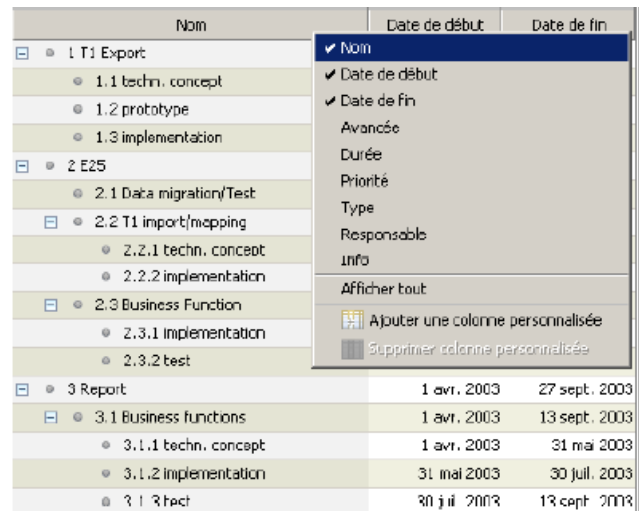 Nom Date de début Date de fin
1 T1 Export
1.1 techn. concept
1.2 prototype
1.3 implementation
2 E25
2.1 Data migration/Test
2.2 T1 import/mapping
2.2.1 techn. concept
2.2.2 implementation
2.3 Business Function
2.3.1 implementation
2.3.2 test
Nom
Date de début
Date de fin
Avancée
Durée
Priorité
Type
Responsable
Info
Afficher tout
Ajouter une colonne personnalisée
Supprimer colonne personnalisée
3 Report 1 avr. 2003 27 sept. 2003
3.1 Business functions 1 avr. 2003 13 sept. 2003
3.1.1 techn. concept 1 avr. 2003 31 mai 2003
3.1.2 implementation 31 mai 2003 30 juil. 2003
3.1.3 test 30 juil. 2003 13 sept. 2003